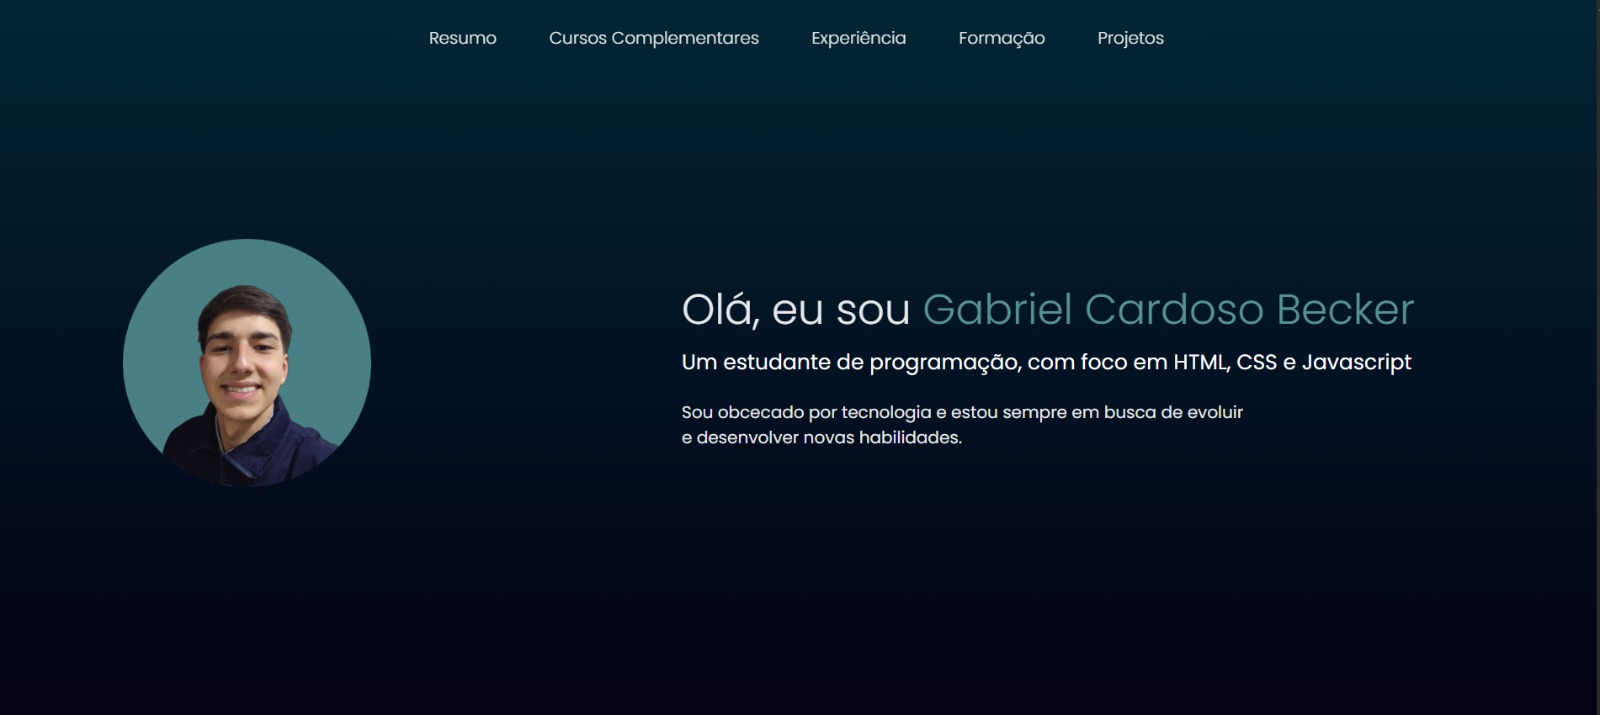 Resumo Cursos Complementares Experiência Formação Projetos
Olá, eu sou Gabriel Cardoso Becker
Um estudante de programação, com foco em HTML, CSS e Javascript
Sou obcecado por tecnologia e estou sempre em busca de evoluir
e desenvolver novas habilidades.